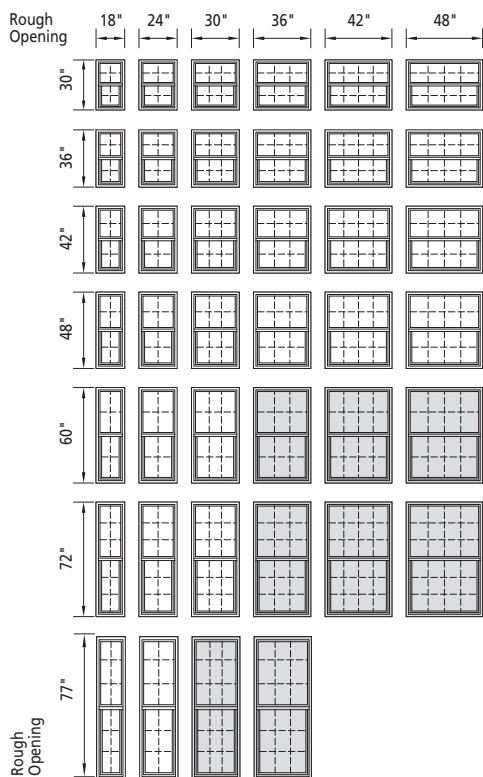 Rough
Opening
18" 24" 30" 36" 42" 48"
30"
36"
42"
48"
60"
72"
77"
Rough
Opening